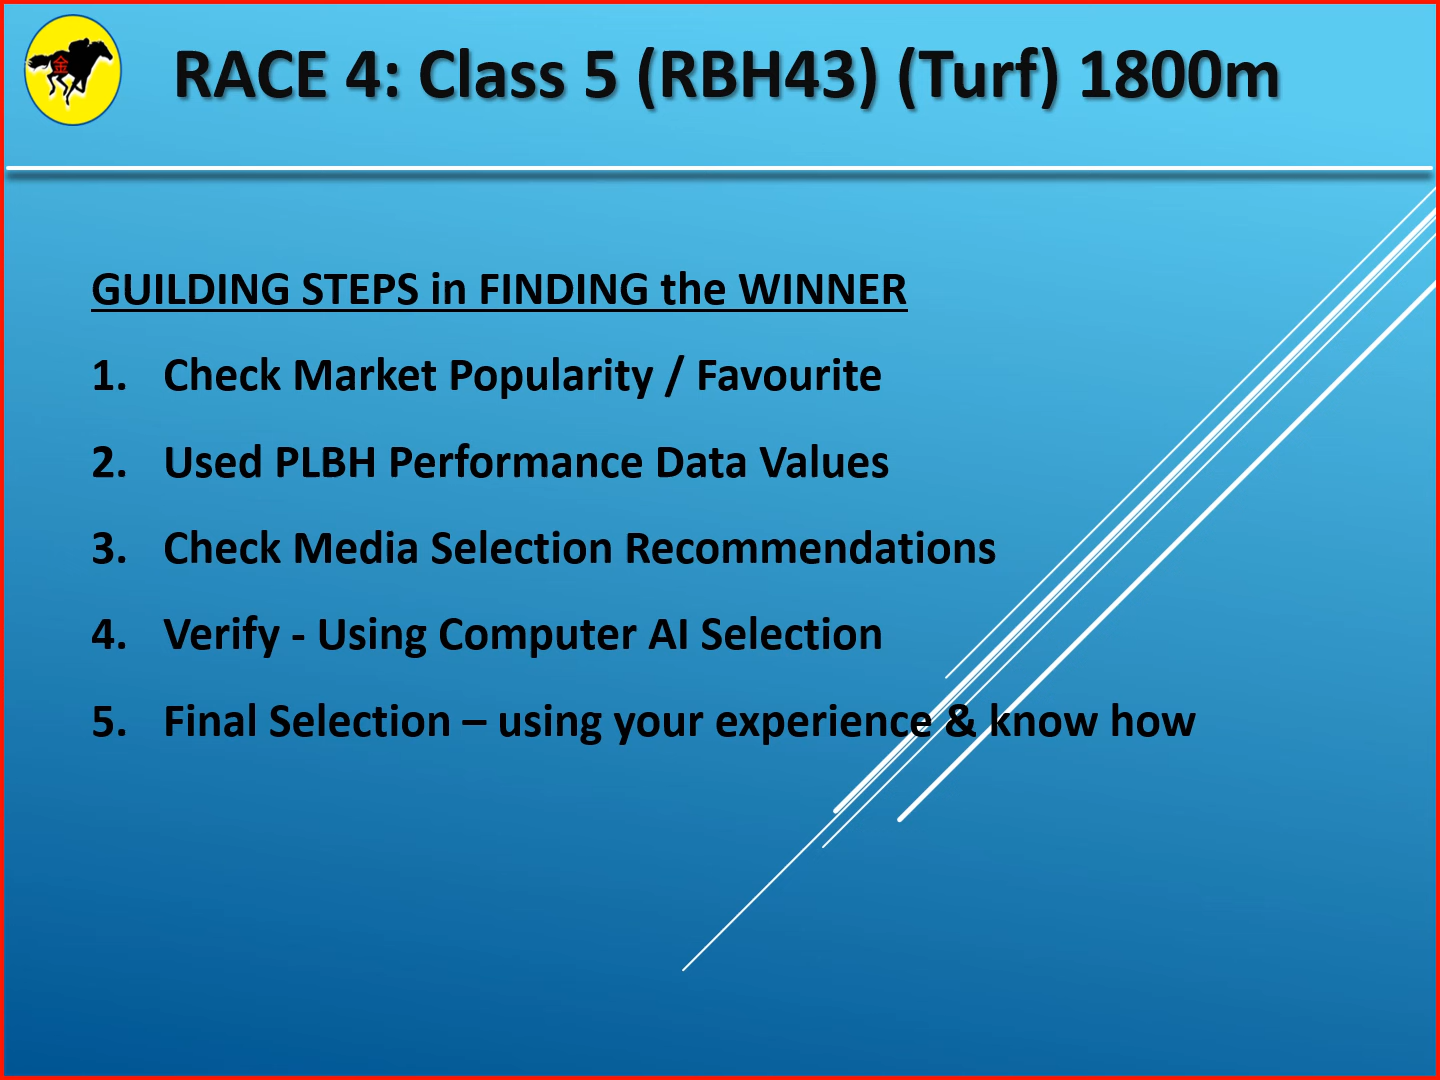 金
RACE 4: Class 5 (RBH43) (Turf) 1800m
GUILDING STEPS in FINDING the WINNER
1. Check Market Popularity / Favourite
2. Used PLBH Performance Data Values
3. Check Media Selection Recommendations
4. Verify - Using Computer AI Selection
5. Final Selection – using your experience & know how